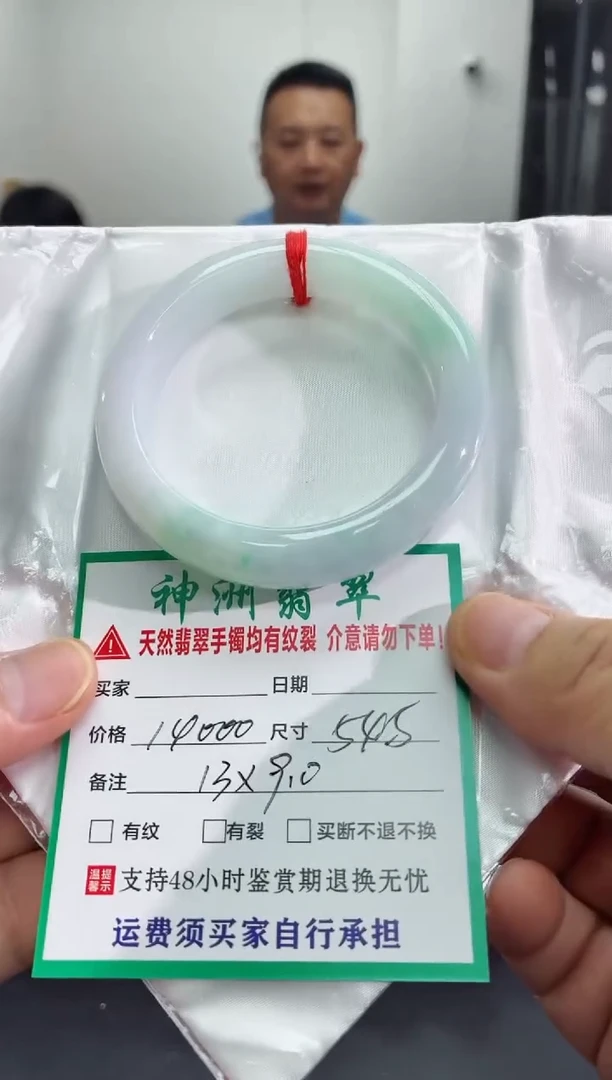 神洲翡翠
天然翡翠手镯均有纹裂 介意请勿下单!
买家 日期
价格 14000 尺寸 545
备注 13x9.0
有纹 有裂 买断不退不换
温馨提示 支持48小时鉴赏期退换无忧
运费须买家自行承担